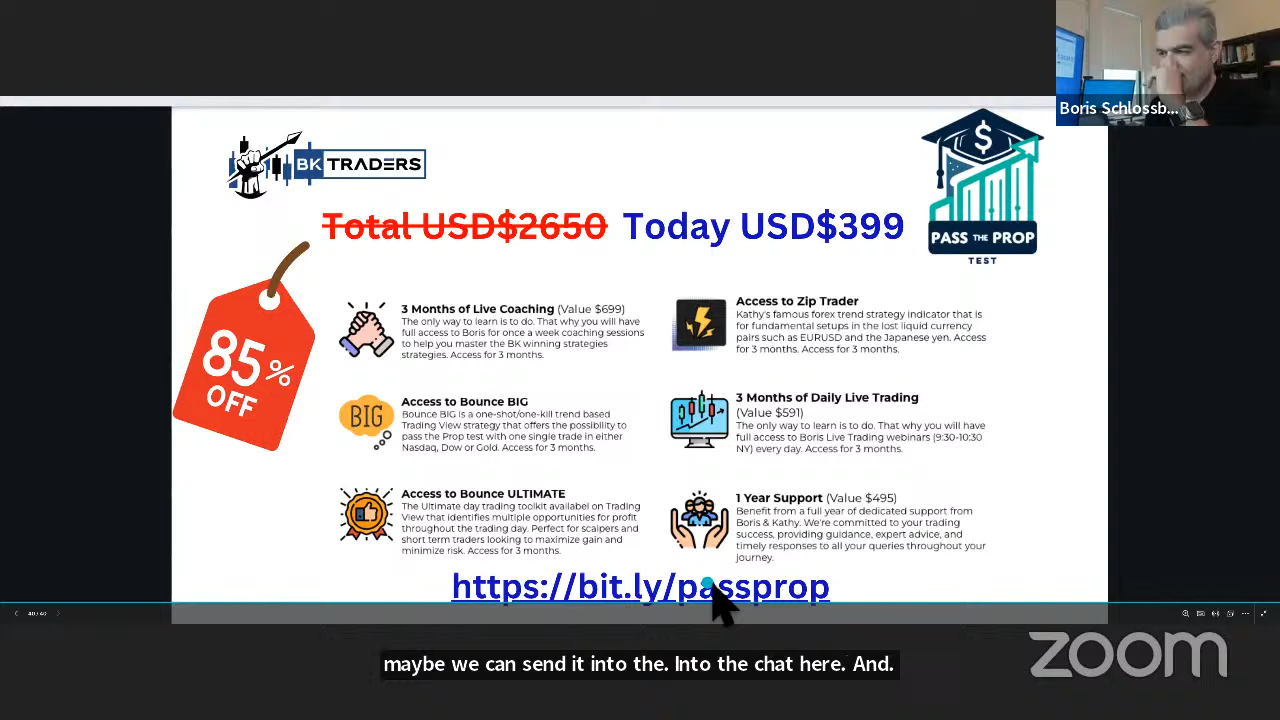 Boris Schlossb...
BK TRADERS
$
PASS THE PROP
TEST
Total USD$2650 Today USD$399
85%
OFF
3 Months of Live Coaching (Value $699)
The only way to learn is to do. That why you will have
full access to Boris for once a week coaching sessions
to help you master the BK winning strategies
strategies. Access for 3 months.
Access to Zip Trader
Kathy's famous forex trend strategy indicator that is
for fundamental setups in the lost liquid currency
pairs such as EURUSD and the Japanese yen. Access
for 3 months. Access for 3 months.
BIG
Access to Bounce BIG
Bounce BIG is a one-shot/one-kill trend based
Trading View strategy that offers the possibility to
pass the Prop test with one single trade in either
Nasdaq, Dow or Gold. Access for 3 months.
3 Months of Daily Live Trading
(Value $591)
The only way to learn is to do. That why you will have
full access to Boris Live Trading webinars (9:30-10:30
NY) every day. Access for 3 months.
Access to Bounce ULTIMATE
The Ultimate day trading toolkit availabel on Trading
View that identifies multiple opportunities for profit
throughout the trading day. Perfect for scalpers and
short term traders looking to maximize gain and
minimize risk. Access for 3 months.
1 Year Support (Value $495)
Benefit from a full year of dedicated support from
Boris & Kathy. We're committed to your trading
success, providing guidance, expert advice, and
timely responses to all your queries throughout your
journey.
https://bit.ly/passprop
40 / 40
maybe we can send it into the. Into the chat here. And.
zoom